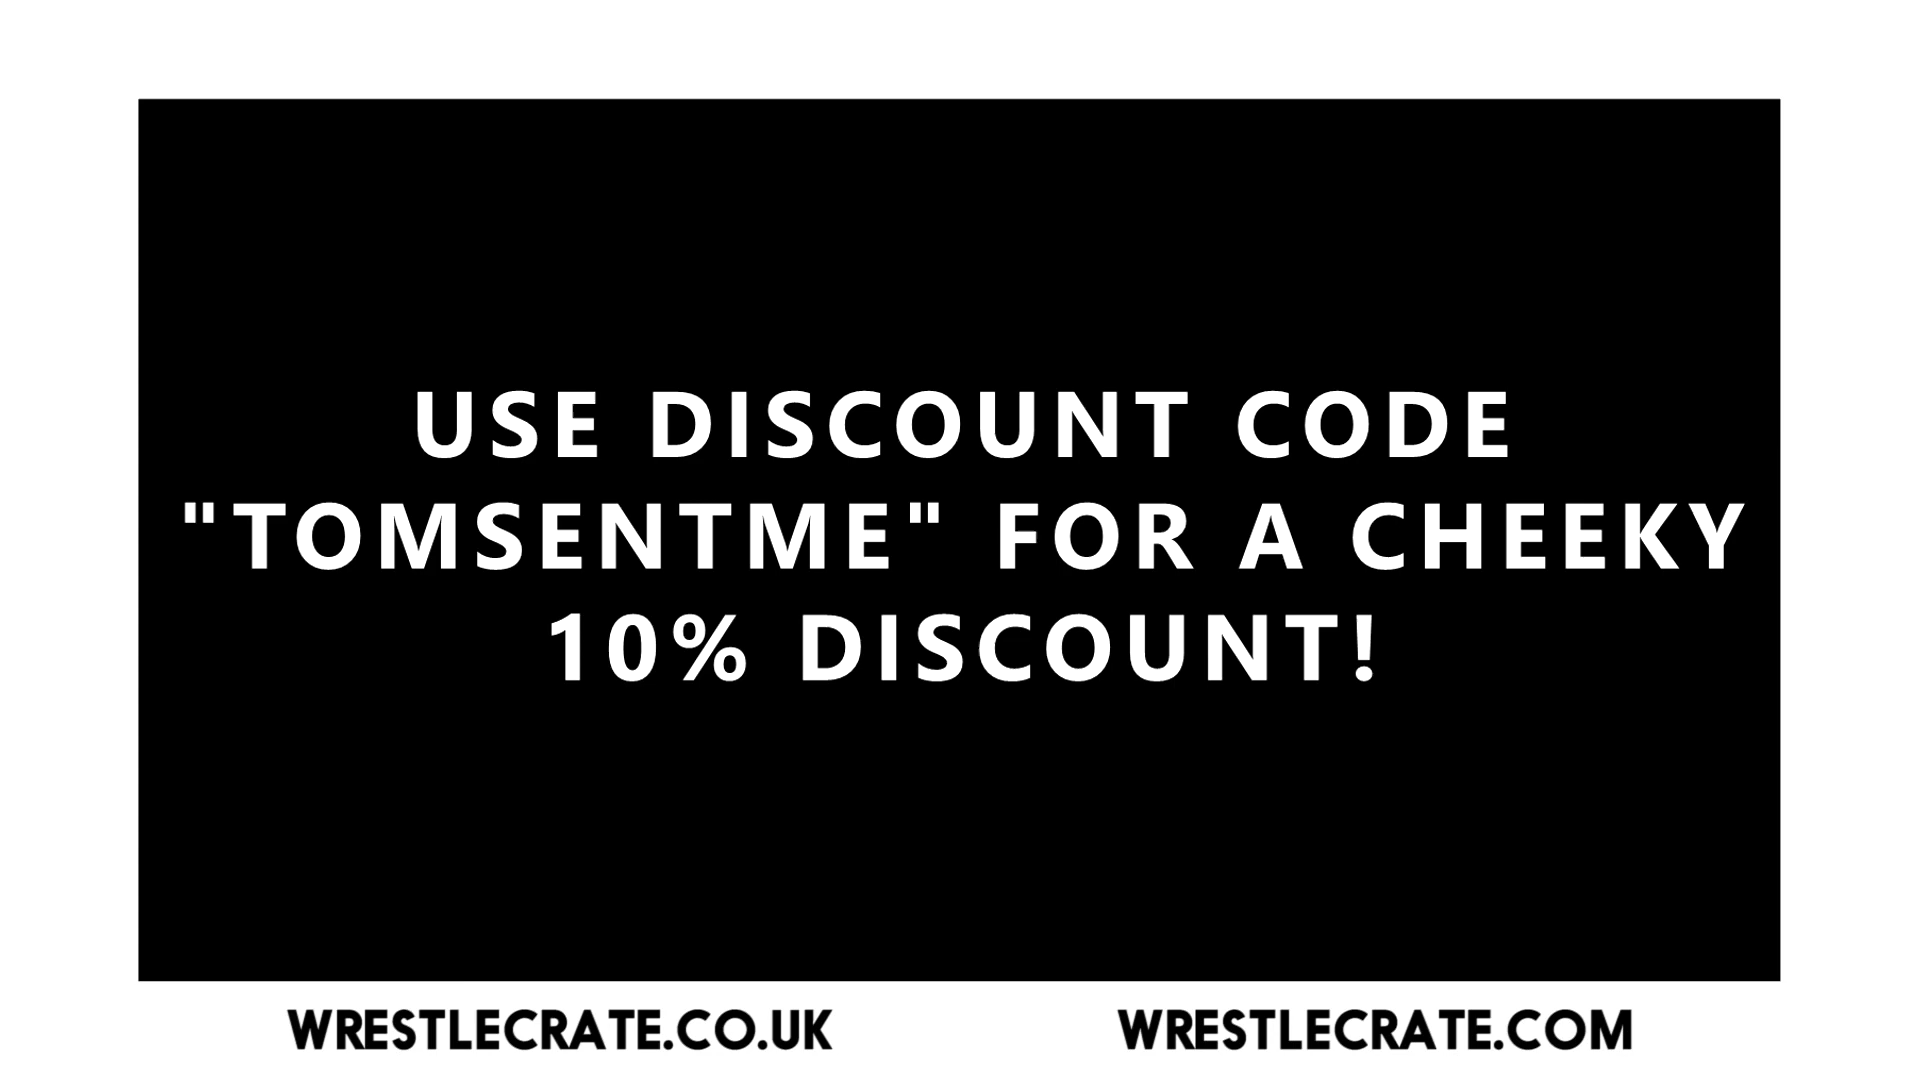 USE DISCOUNT CODE
"TOMSENTME" FOR A CHEEKY
10% DISCOUNT!
WRESTLECRATE.CO.UK
WRESTLECRATE.COM